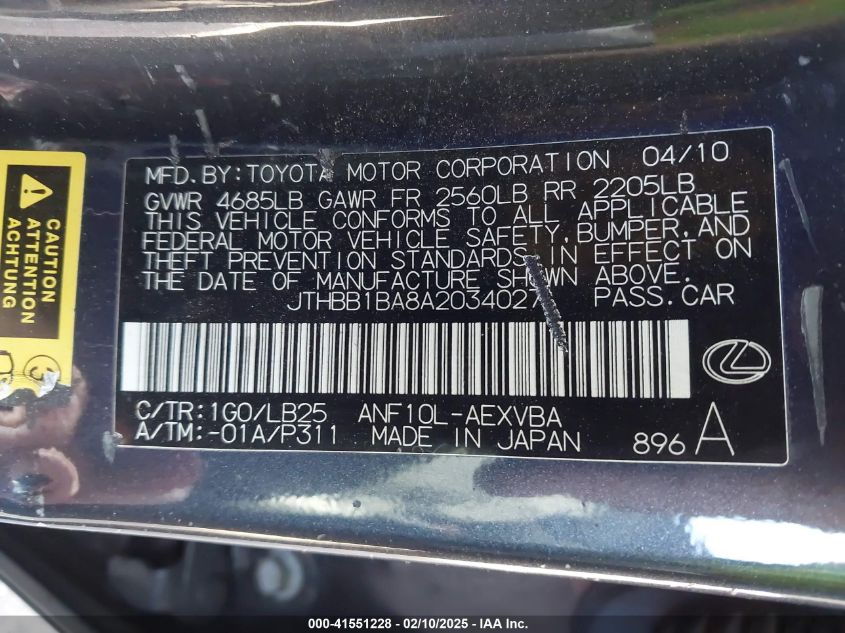 MFD. BY: TOYOTA MOTOR CORPORATION 04/10
GVWR 4685LB GAWR FR 2560LB RR 2205LB
THIS VEHICLE CONFORMS TO ALL APPLICABLE
FEDERAL MOTOR VEHICLE SAFETY, BUMPER, AND
THEFT PREVENTION STANDARDS IN EFFECT ON
THE DATE OF MANUFACTURE SHOWN ABOVE.
JTHBB1BA8A2034027 PASS. CAR
C/TR: 1G0/LB25 ANF10L-AEXVBA
A/TM: -01A/P311 MADE IN JAPAN
896 A
CAUTION
ATTENTION
ACHTUNG
3
000-41551228 - 02/10/2025 - IAA Inc.